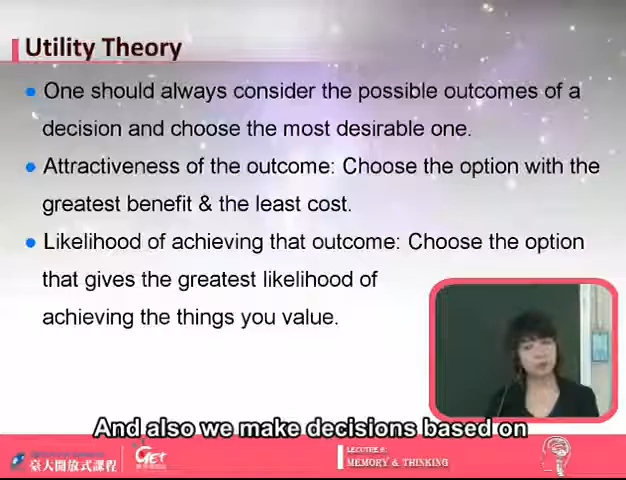 Utility Theory
One should always consider the possible outcomes of a
decision and choose the most desirable one.
Attractiveness of the outcome: Choose the option with the
greatest benefit & the least cost.
Likelihood of achieving that outcome: Choose the option
that gives the greatest likelihood of
achieving the things you value.
And also we make decisions based on
臺大開放式課程
GET
LECUTRE 6:
MEMORY & THINKING